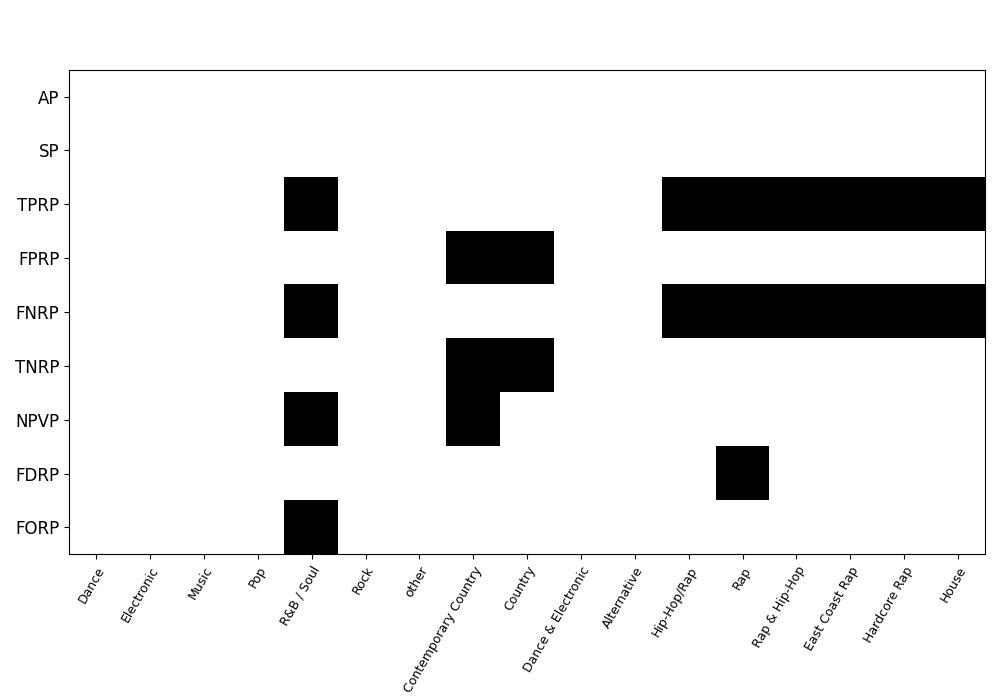 AP
SP
TPRP
FPRP
FNRP
TNRP
NPVP
FDRP
FORP
Dance
Electronic
Music
Pop
R&B / Soul
Rock
other
Contemporary Country
Country
Dance & Electronic
Alternative
Hip-Hop/Rap
Rap
Rap & Hip-Hop
East Coast Rap
Hardcore Rap
House